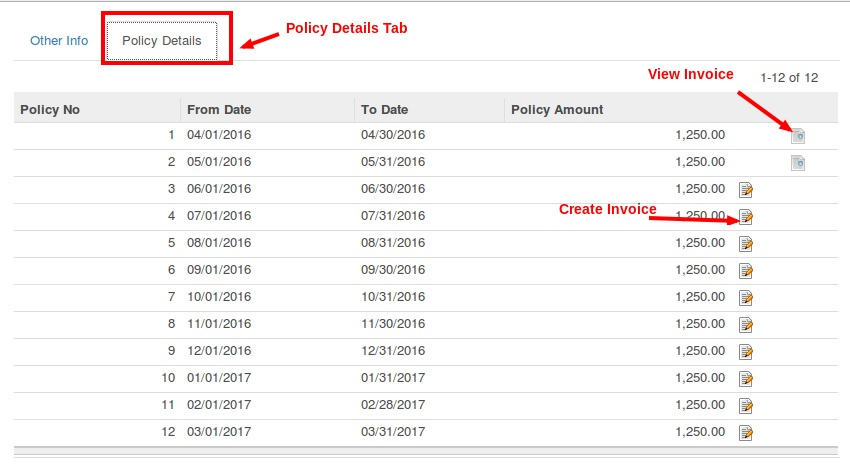 Other Info Policy Details Policy Details Tab
View Invoice 1-12 of 12
Policy No From Date To Date Policy Amount
1 04/01/2016 04/30/2016 1,250.00
2 05/01/2016 05/31/2016 1,250.00
3 06/01/2016 06/30/2016 1,250.00
Create Invoice
4 07/01/2016 07/31/2016 1,250.00
5 08/01/2016 08/31/2016 1,250.00
6 09/01/2016 09/30/2016 1,250.00
7 10/01/2016 10/31/2016 1,250.00
8 11/01/2016 11/30/2016 1,250.00
9 12/01/2016 12/31/2016 1,250.00
10 01/01/2017 01/31/2017 1,250.00
11 02/01/2017 02/28/2017 1,250.00
12 03/01/2017 03/31/2017 1,250.00